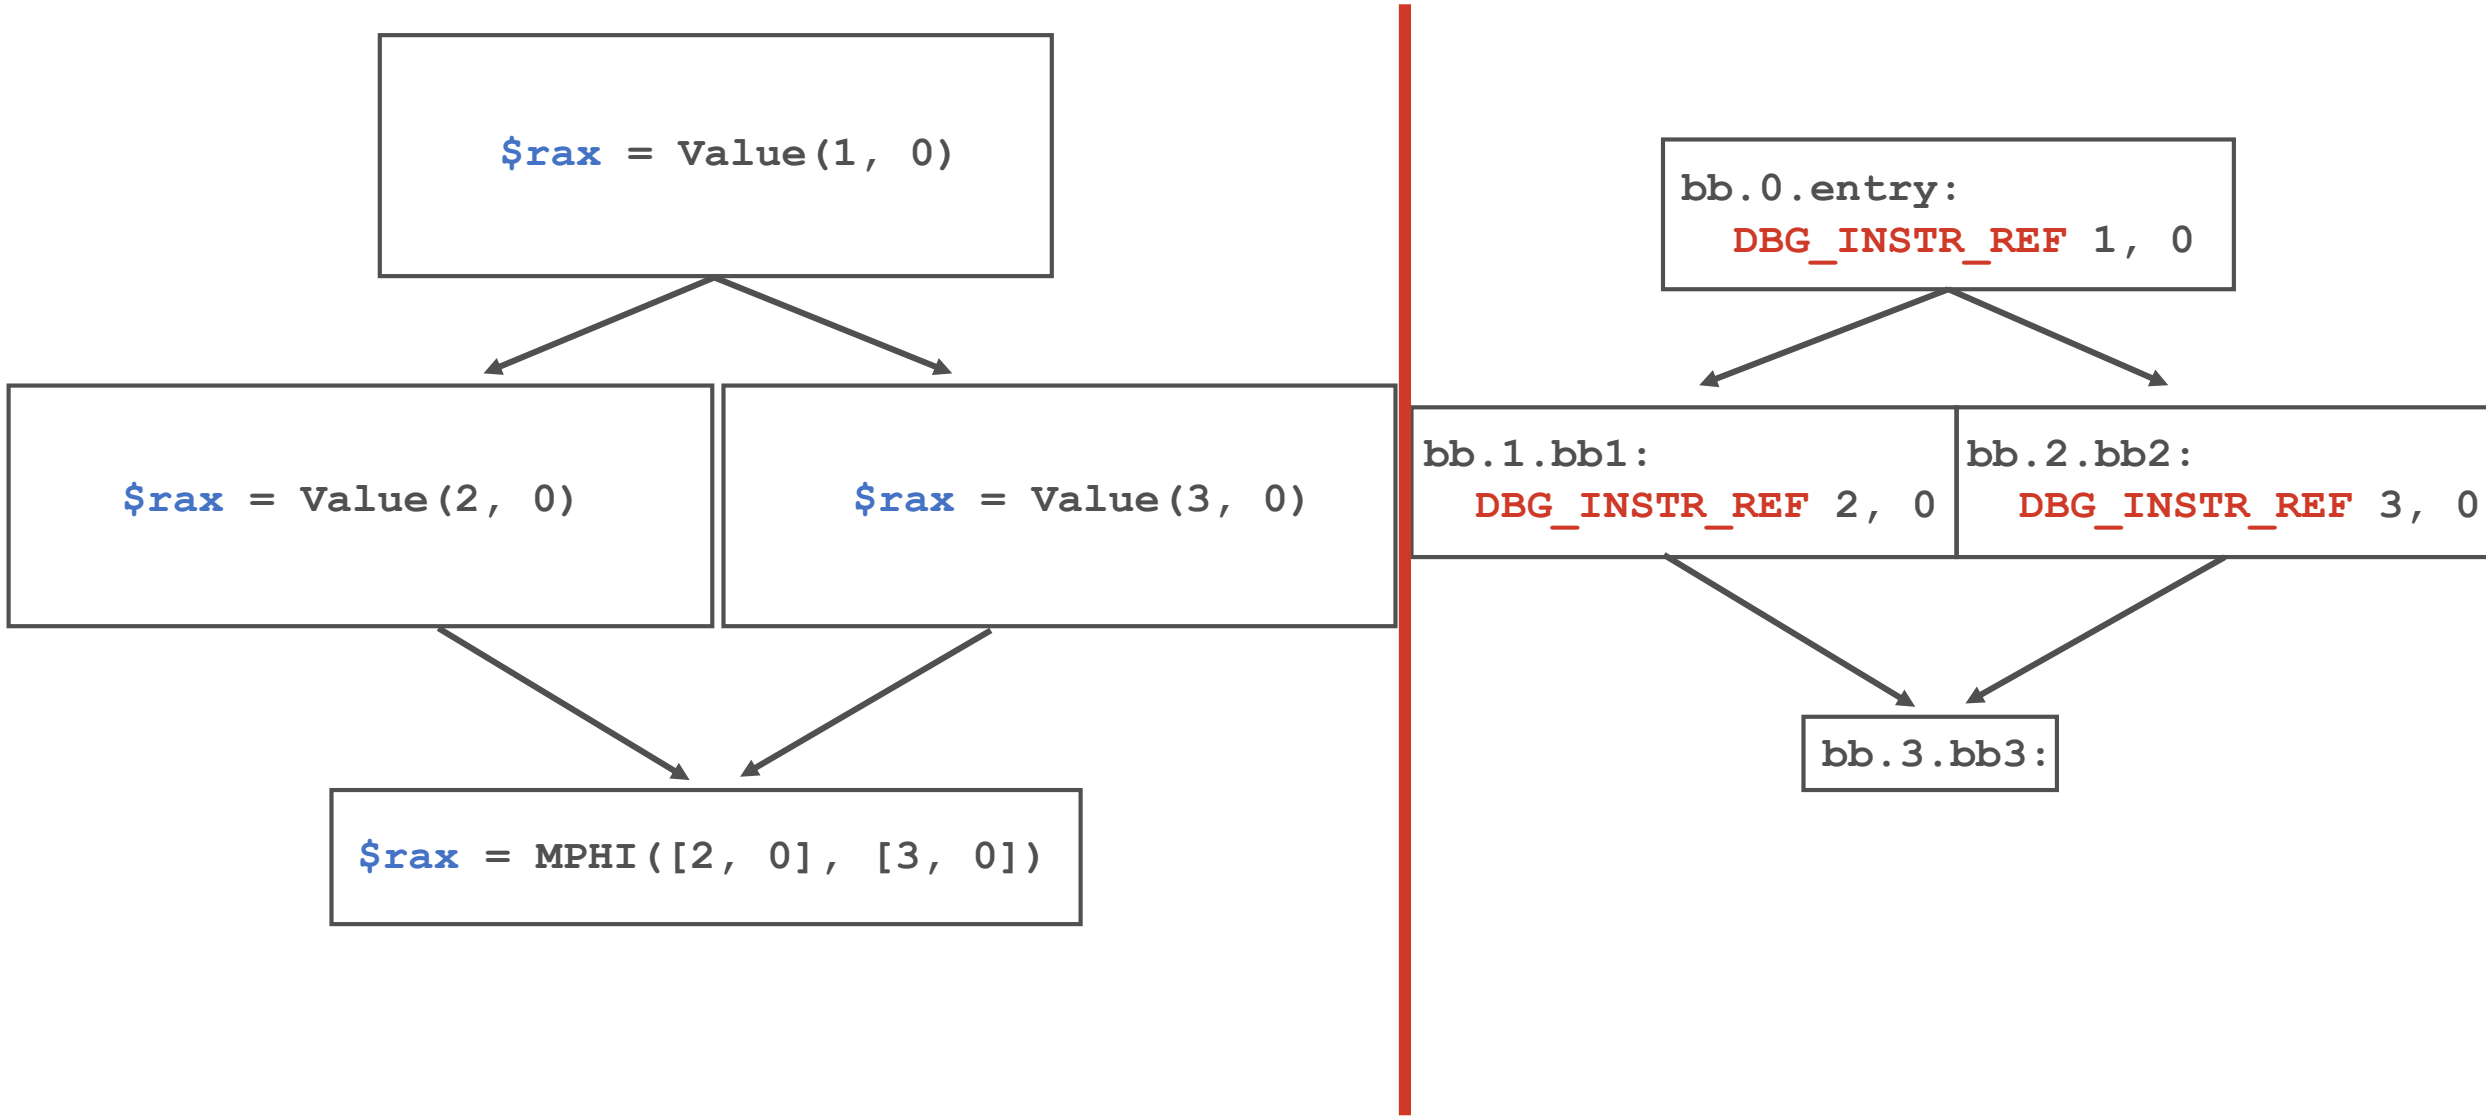 $rax = Value(1, 0)
$rax = Value(2, 0)
$rax = Value(3, 0)
$rax = MPHI([2, 0], [3, 0])
bb.0.entry:
DBG_INSTR_REF 1, 0
bb.1.bb1:
DBG_INSTR_REF 2, 0
bb.2.bb2:
DBG_INSTR_REF 3, 0
bb.3.bb3: